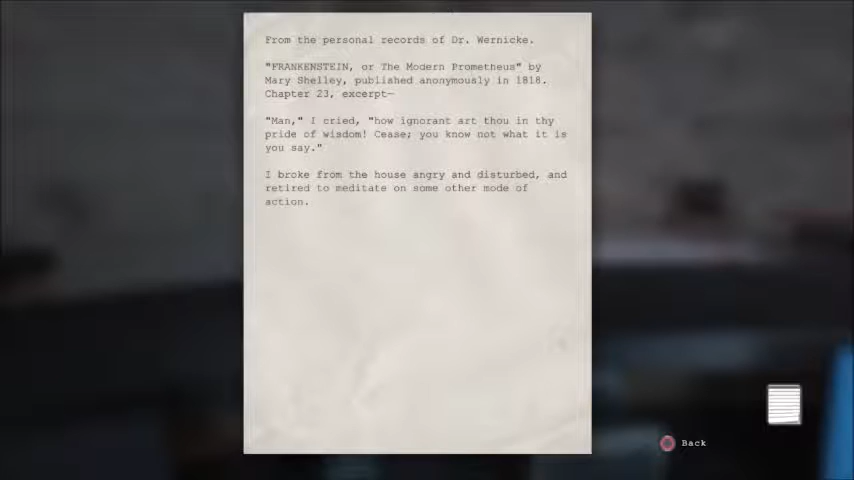 From the personal records of Dr. Wernicke.
"FRANKENSTEIN, or The Modern Prometheus" by
Mary Shelley, published anonymously in 1818.
Chapter 23, excerpt—
"Man," I cried, "how ignorant art thou in thy
pride of wisdom! Cease; you know not what it is
you say."
I broke from the house angry and disturbed, and
retired to meditate on some other mode of
action.
Back